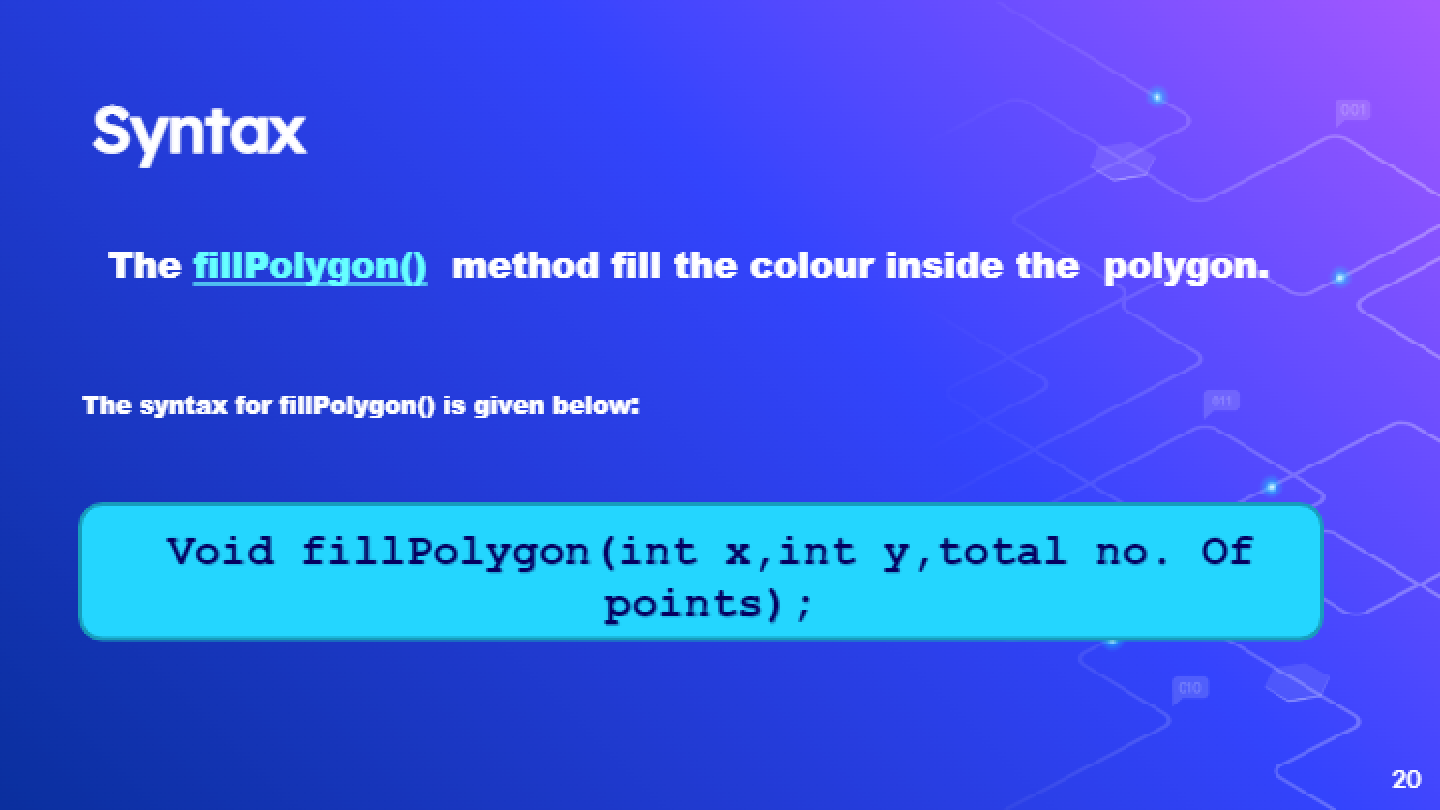 Syntax
001
The fillPolygon() method fill the colour inside the polygon.
The syntax for fillPolygon() is given below:
011
Void fillPolygon(int x,int y,total no. Of
points);
010
20